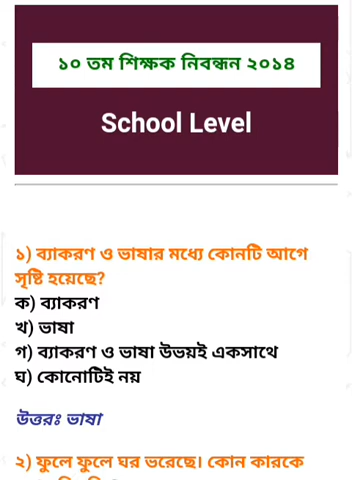 ১০ তম শিক্ষক নিবন্ধন ২০১৪
School Level
১) ব্যাকরণ ও ভাষার মধ্যে কোনটি আগে
সৃষ্টি হয়েছে?
ক) ব্যাকরণ
খ) ভাষা
গ) ব্যাকরণ ও ভাষা উভয়ই একসাথে
ঘ) কোনোটিই নয়
উত্তরঃ ভাষা
২) ফুলে ফুলে ঘর ভরেছে। কোন কারকে